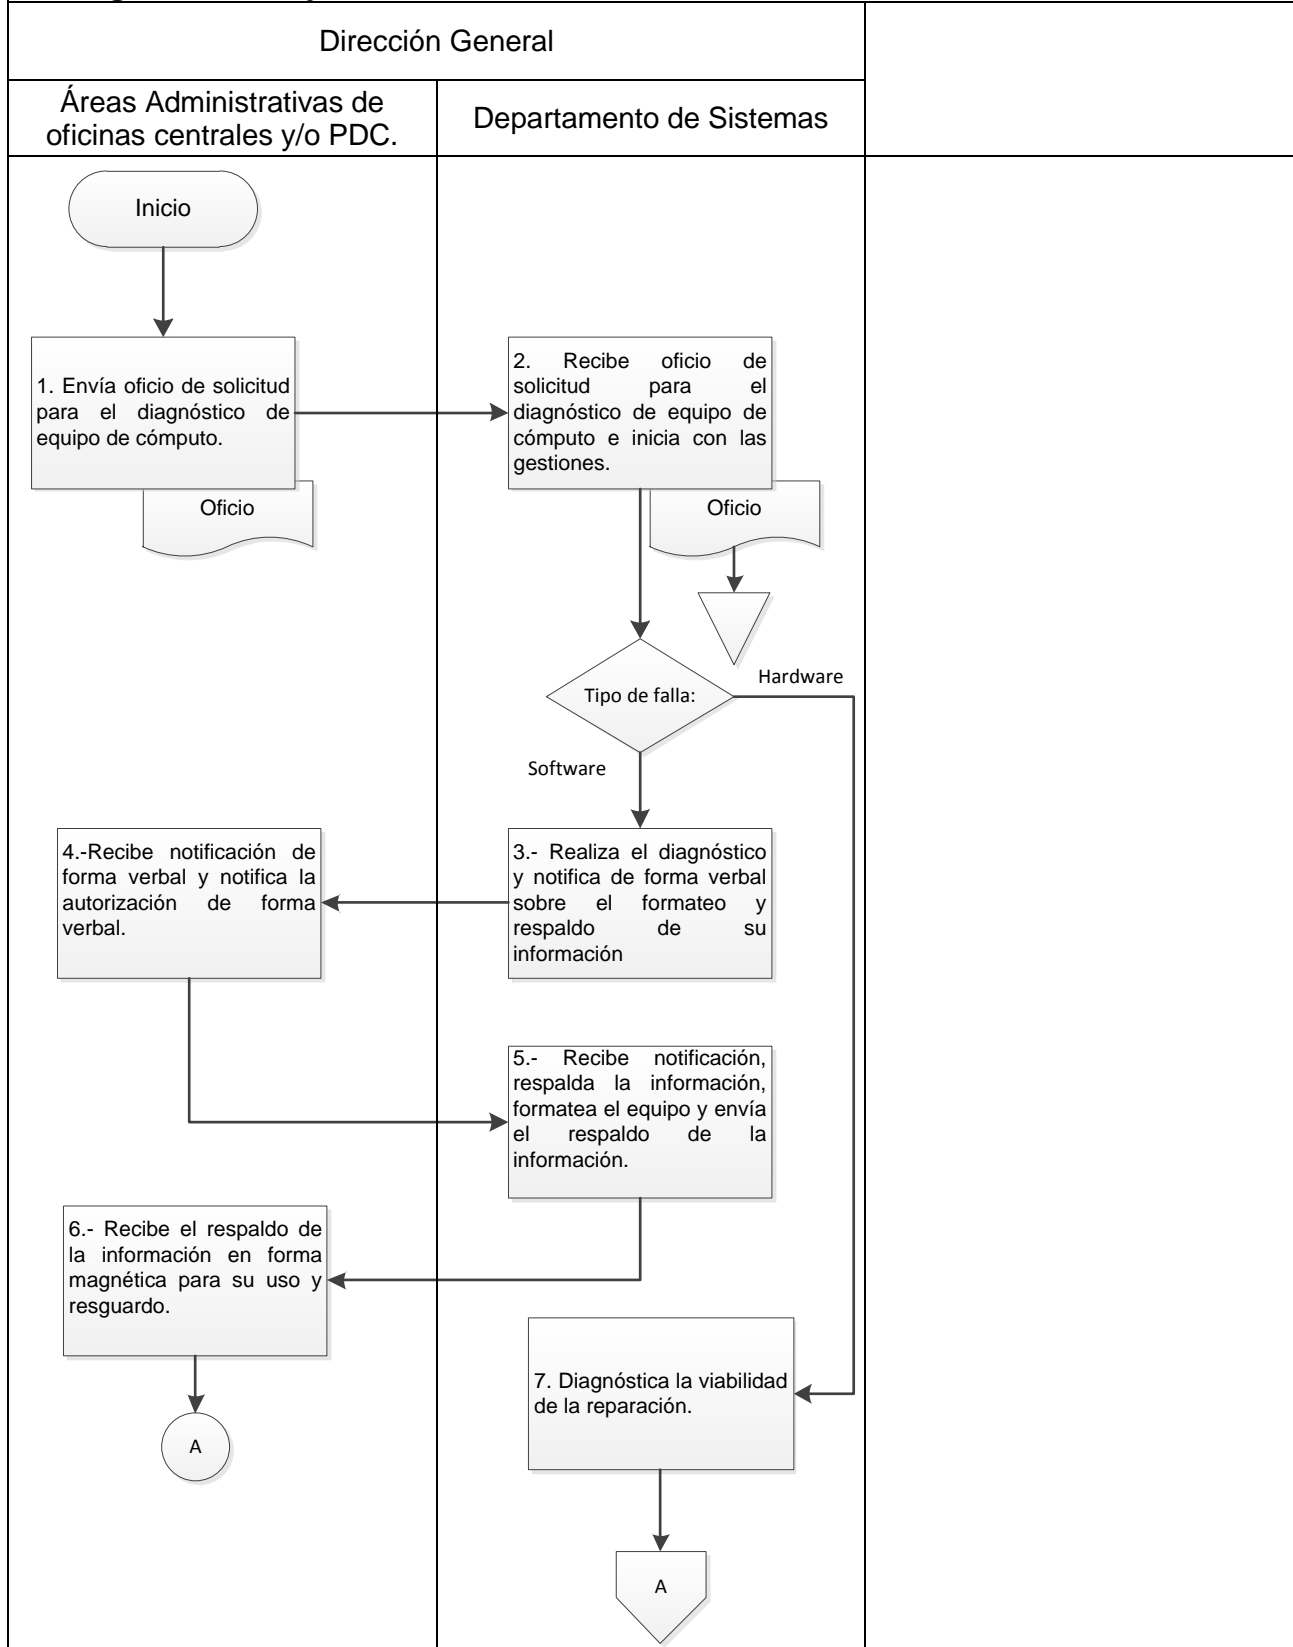 Dirección General
Áreas Administrativas de
oficinas centrales y/o PDC.
Departamento de Sistemas
Inicio
1. Envía oficio de solicitud
para el diagnóstico de
equipo de cómputo.
Oficio
2. Recibe oficio de
solicitud para el
diagnóstico de equipo de
cómputo e inicia con las
gestiones.
Oficio
Tipo de falla:
Hardware
Software
3.- Realiza el diagnóstico
y notifica de forma verbal
sobre el formateo y
respaldo de su
información
4.-Recibe notificación de
forma verbal y notifica la
autorización de forma
verbal.
5.- Recibe notificación,
respalda la información,
formatea el equipo y envía
el respaldo de la
información.
6.- Recibe el respaldo de
la información en forma
magnética para su uso y
resguardo.
A
7. Diagnóstica la viabilidad
de la reparación.
A